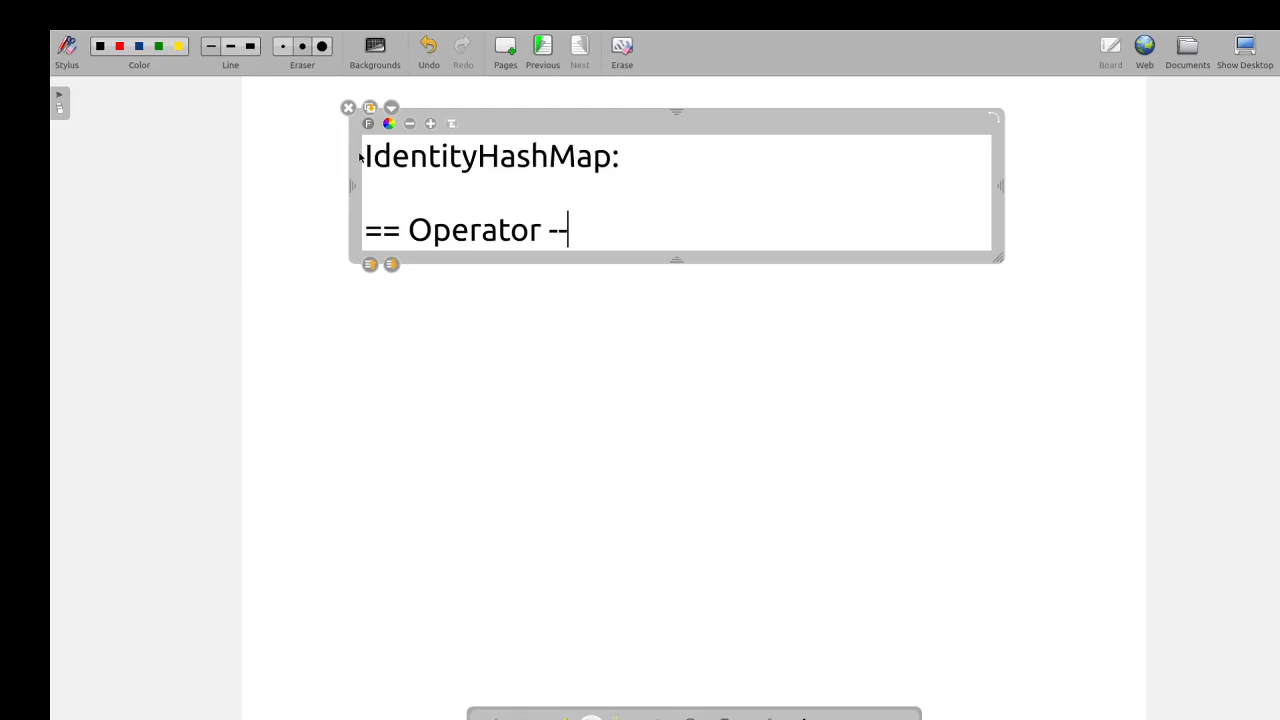 Stylus
Color
Line
Eraser
Backgrounds
Undo
Redo
Pages
Previous
Next
Erase
Board
Web
Documents
Show Desktop
F
IdentityHashMap:
== Operator --